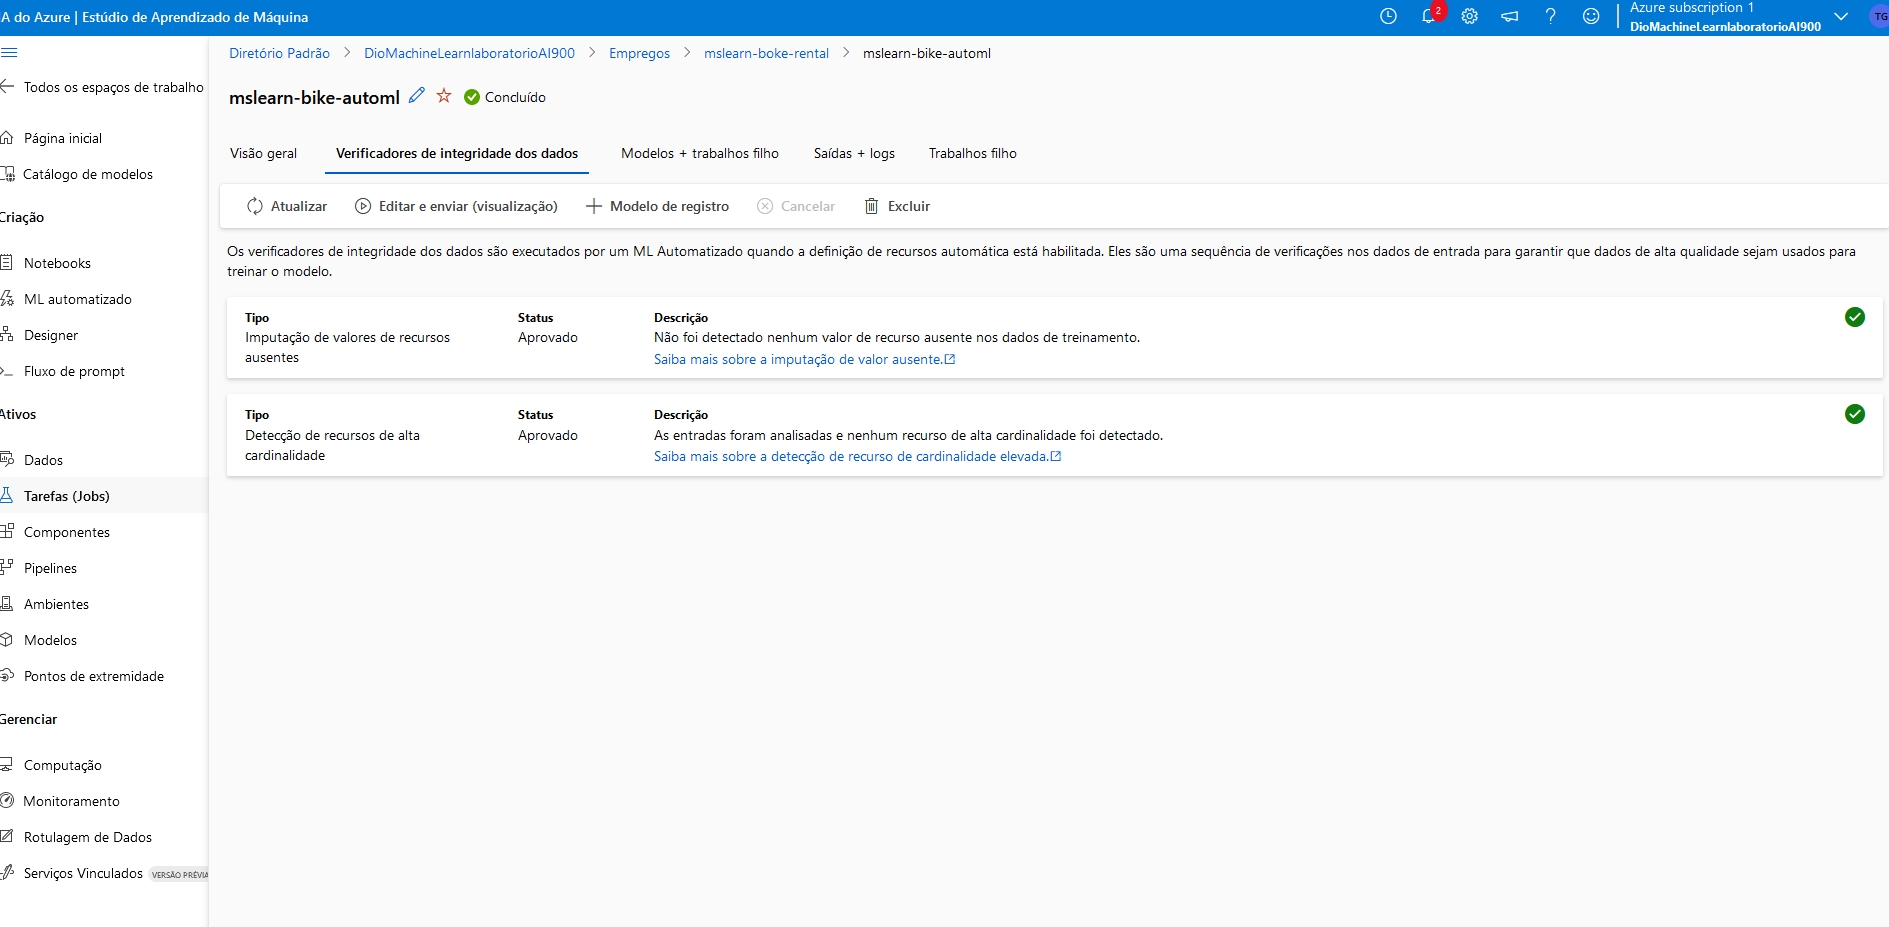 A do Azure | Estúdio de Aprendizado de Máquina
2
Azure subscription 1
DioMachineLearnlaboratorioAI900
TG
Diretório Padrão > DioMachineLearnlaboratorioAI900 > Empregos > mslearn-boke-rental > mslearn-bike-automl
Todos os espaços de trabalho
mslearn-bike-automl Concluído
Página inicial
Catálogo de modelos
Criação
Notebooks
ML automatizado
Designer
Fluxo de prompt
Ativos
Dados
Tarefas (Jobs)
Componentes
Pipelines
Ambientes
Modelos
Pontos de extremidade
Gerenciar
Computação
Monitoramento
Rotulagem de Dados
Serviços Vinculados VERSÃO PRÉVIA
Visão geral Verificadores de integridade dos dados Modelos + trabalhos filho Saídas + logs Trabalhos filho
Atualizar Editar e enviar (visualização) Modelo de registro Cancelar Excluir
Os verificadores de integridade dos dados são executados por um ML Automatizado quando a definição de recursos automática está habilitada. Eles são uma sequência de verificações nos dados de entrada para garantir que dados de alta qualidade sejam usados para
treinar o modelo.
Tipo
Imputação de valores de recursos
ausentes
Status
Aprovado
Descrição
Não foi detectado nenhum valor de recurso ausente nos dados de treinamento.
Saiba mais sobre a imputação de valor ausente.
Tipo
Detecção de recursos de alta
cardinalidade
Status
Aprovado
Descrição
As entradas foram analisadas e nenhum recurso de alta cardinalidade foi detectado.
Saiba mais sobre a detecção de recurso de cardinalidade elevada.